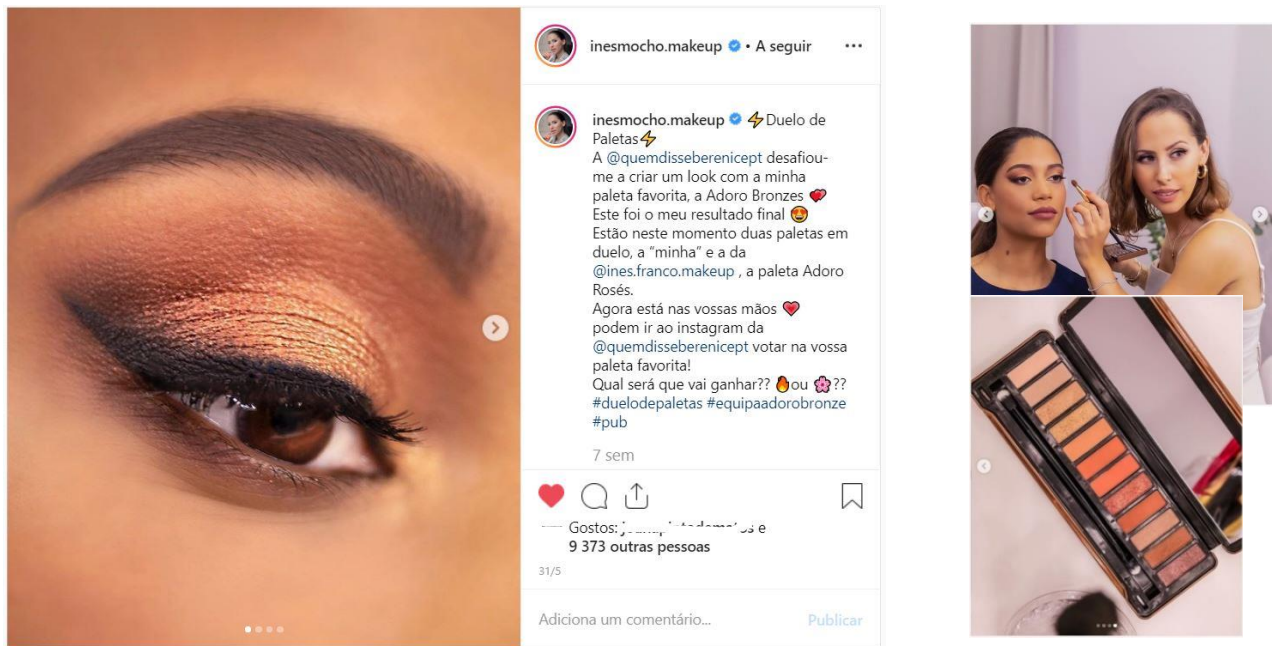 inesmocho.makeup • A seguir
inesmocho.makeup ⚡Duelo de
Paletas⚡
A @quemdisseberenicept desafiou-
me a criar um look com a minha
paleta favorita, a Adoro Bronzes 💕
Este foi o meu resultado final 😍
Estão neste momento duas paletas em
duelo, a “minha” e a da
@ines.franco.makeup , a paleta Adoro
Rosés.
Agora está nas vossas mãos 💗
podem ir ao instagram da
@quemdisseberenicept votar na vossa
paleta favorita!
Qual será que vai ganhar?? 🔥ou 🌸??
#duelodepaletas #equipaadorobronze
#pub
7 sem
Gostos: e
9 373 outras pessoas
31/5
Adiciona um comentário...
Publicar